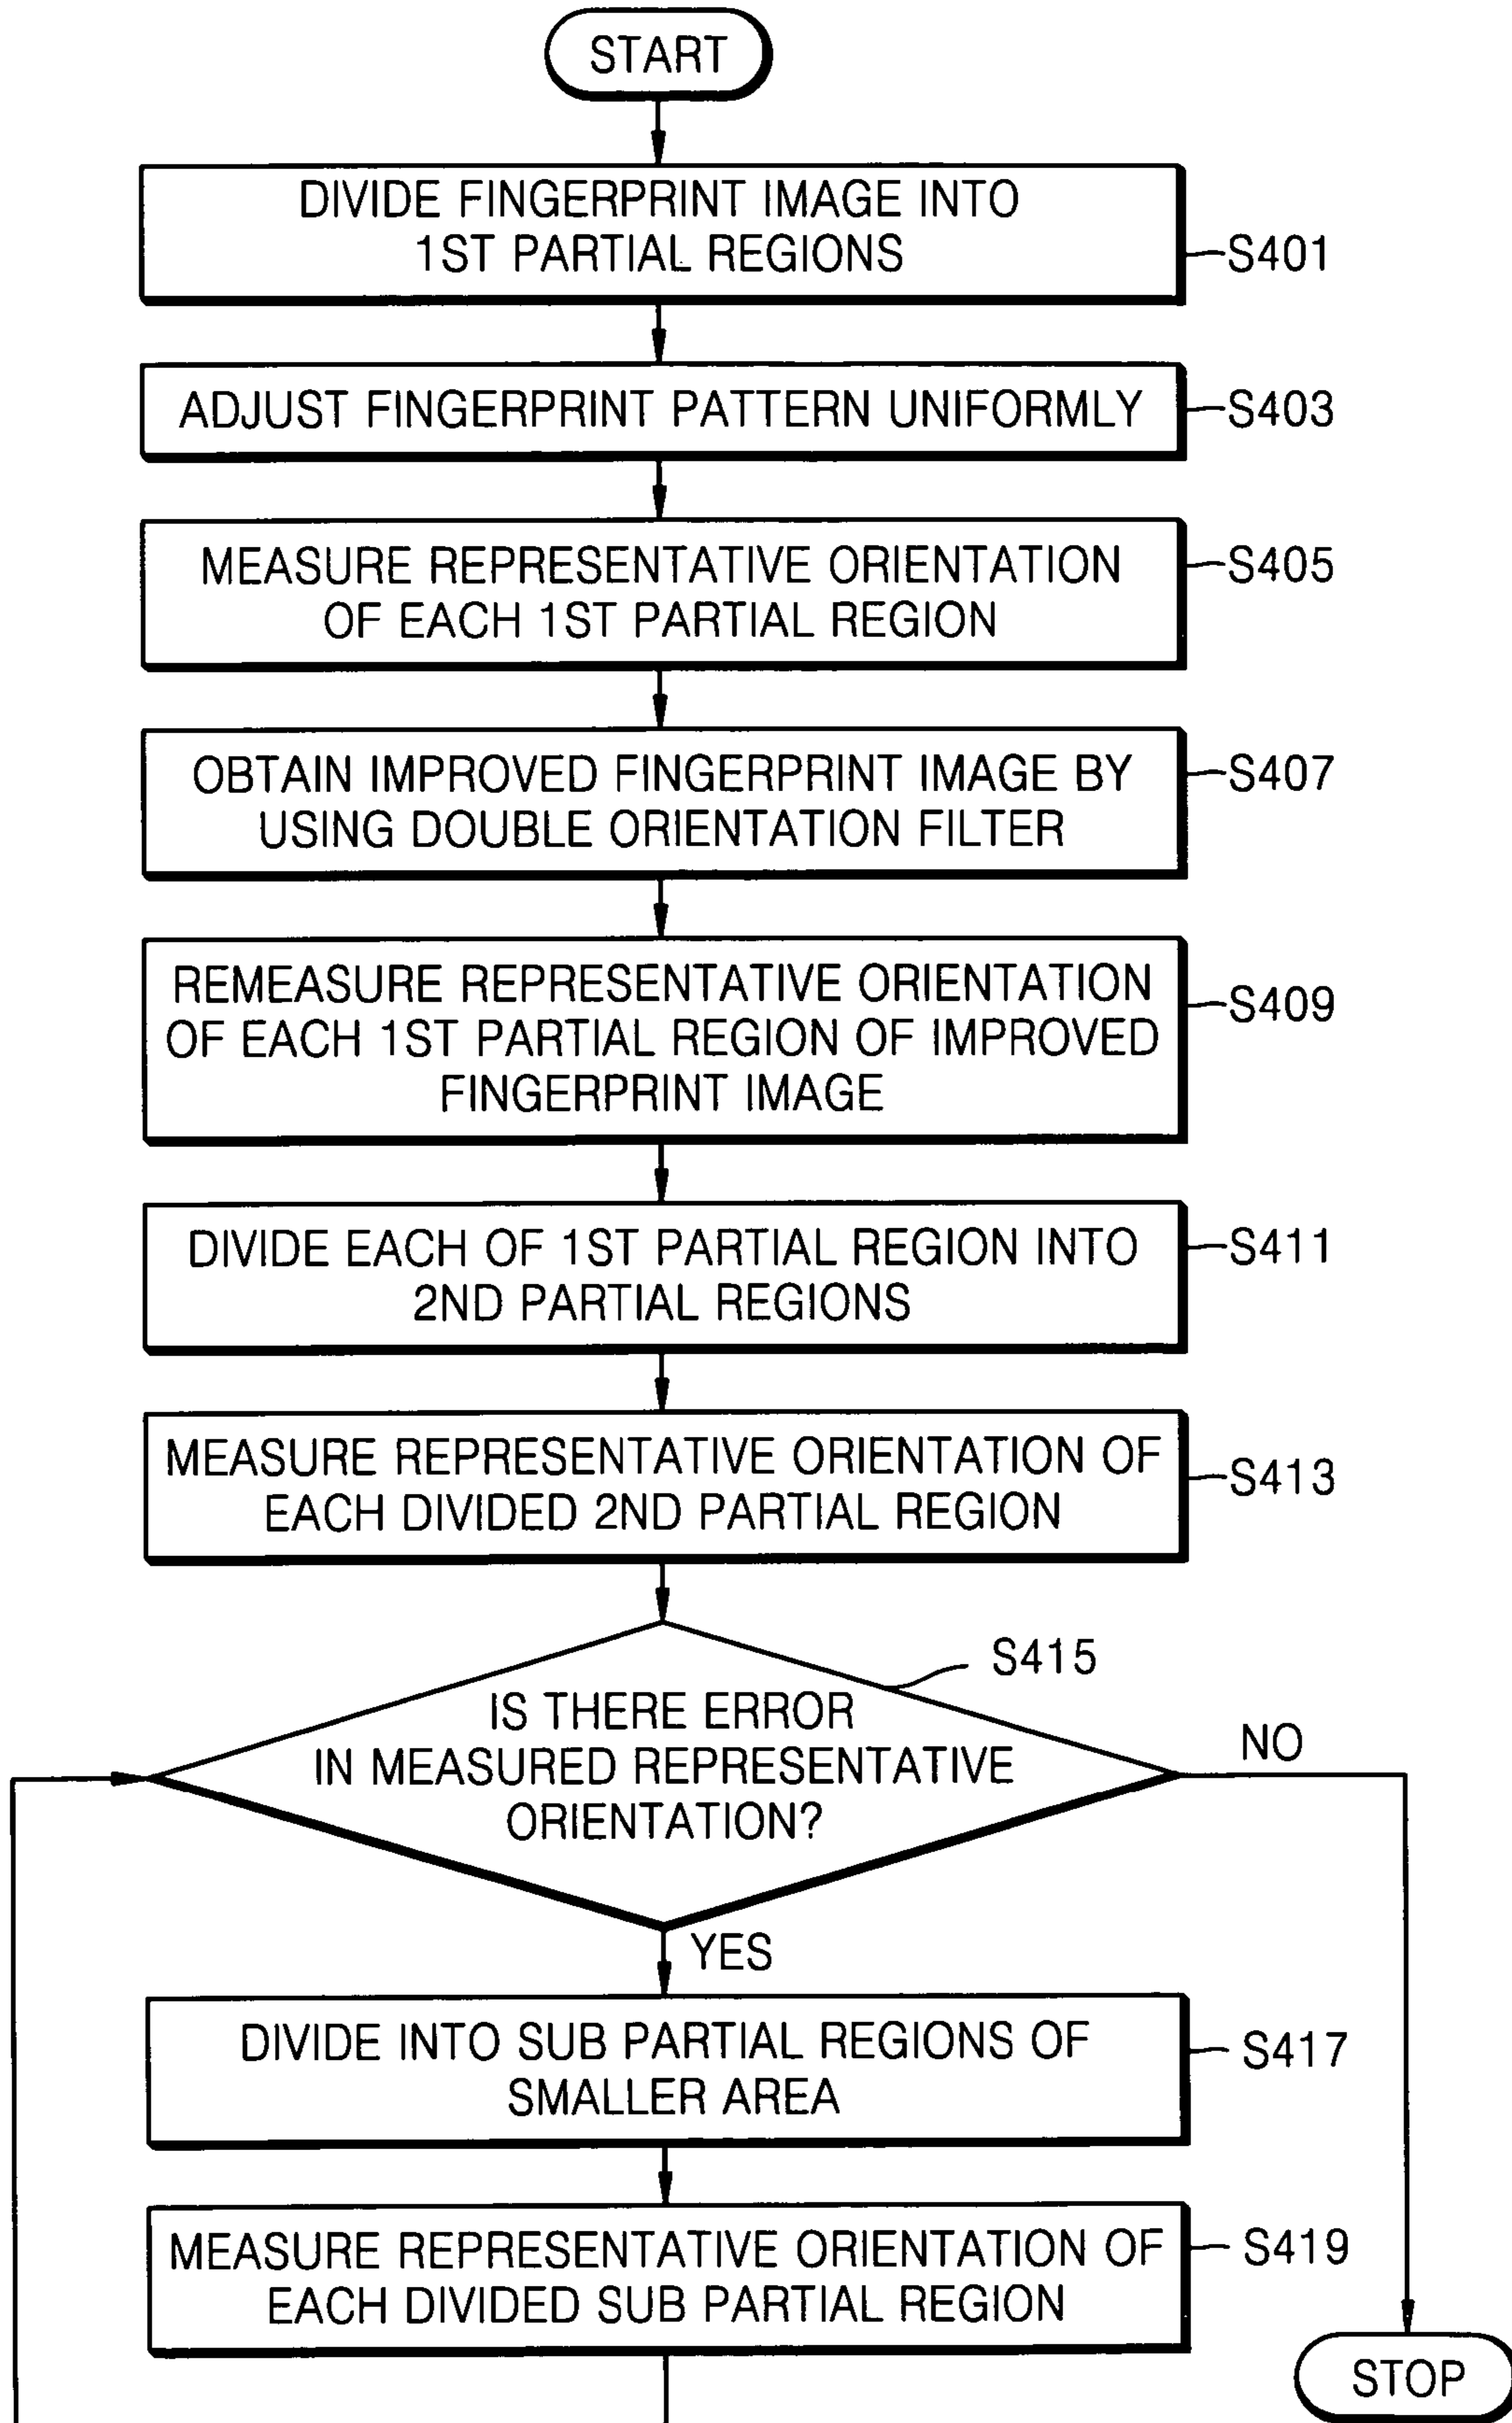 START
DIVIDE FINGERPRINT IMAGE INTO
1ST PARTIAL REGIONS
S401
ADJUST FINGERPRINT PATTERN UNIFORMLY
S403
MEASURE REPRESENTATIVE ORIENTATION
OF EACH 1ST PARTIAL REGION
S405
OBTAIN IMPROVED FINGERPRINT IMAGE BY
USING DOUBLE ORIENTATION FILTER
S407
REMEASURE REPRESENTATIVE ORIENTATION
OF EACH 1ST PARTIAL REGION OF IMPROVED
FINGERPRINT IMAGE
S409
DIVIDE EACH OF 1ST PARTIAL REGION INTO
2ND PARTIAL REGIONS
S411
MEASURE REPRESENTATIVE ORIENTATION OF
EACH DIVIDED 2ND PARTIAL REGION
S413
S415
IS THERE ERROR
IN MEASURED REPRESENTATIVE
ORIENTATION?
NO
YES
DIVIDE INTO SUB PARTIAL REGIONS OF
SMALLER AREA
S417
MEASURE REPRESENTATIVE ORIENTATION OF
EACH DIVIDED SUB PARTIAL REGION
S419
STOP